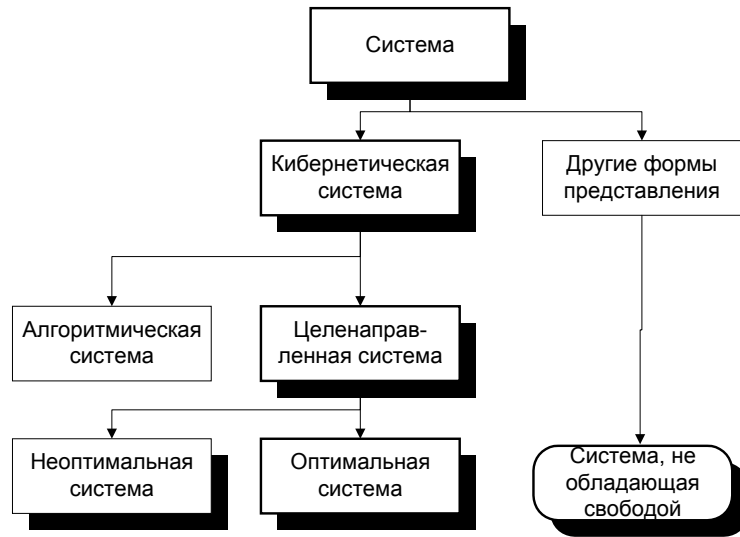 Система
Кибернетическая
система
Другие формы
представления
Алгоритмическая
система
Целенаправ-
ленная система
Неоптимальная
система
Оптимальная
система
Система, не
обладающая
свободой